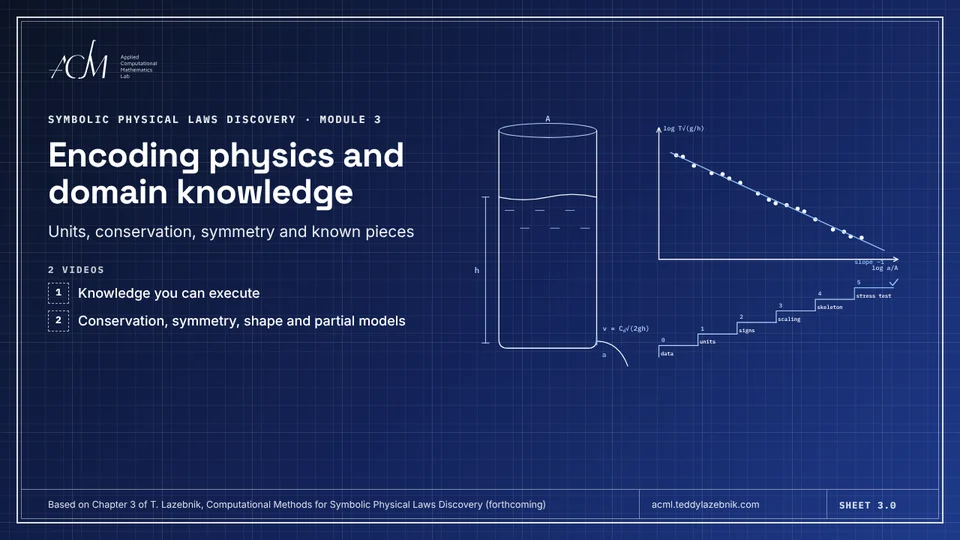 ACM
Applied
Computational
Mathematics
Lab
SYMBOLIC PHYSICAL LAWS DISCOVERY · MODULE 3
Encoding physics and
domain knowledge
Units, conservation, symmetry and known pieces
2 VIDEOS
1 Knowledge you can execute
2 Conservation, symmetry, shape and partial models
A
h
v = C_d√(2gh)
a
log T√(g/h)
slope −1
log a/A
0
data
1
units
2
signs
3
scaling
4
skeleton
5
stress test
Based on Chapter 3 of T. Lazebnik, Computational Methods for Symbolic Physical Laws Discovery (forthcoming)
acml.teddylazebnik.com
SHEET 3.0